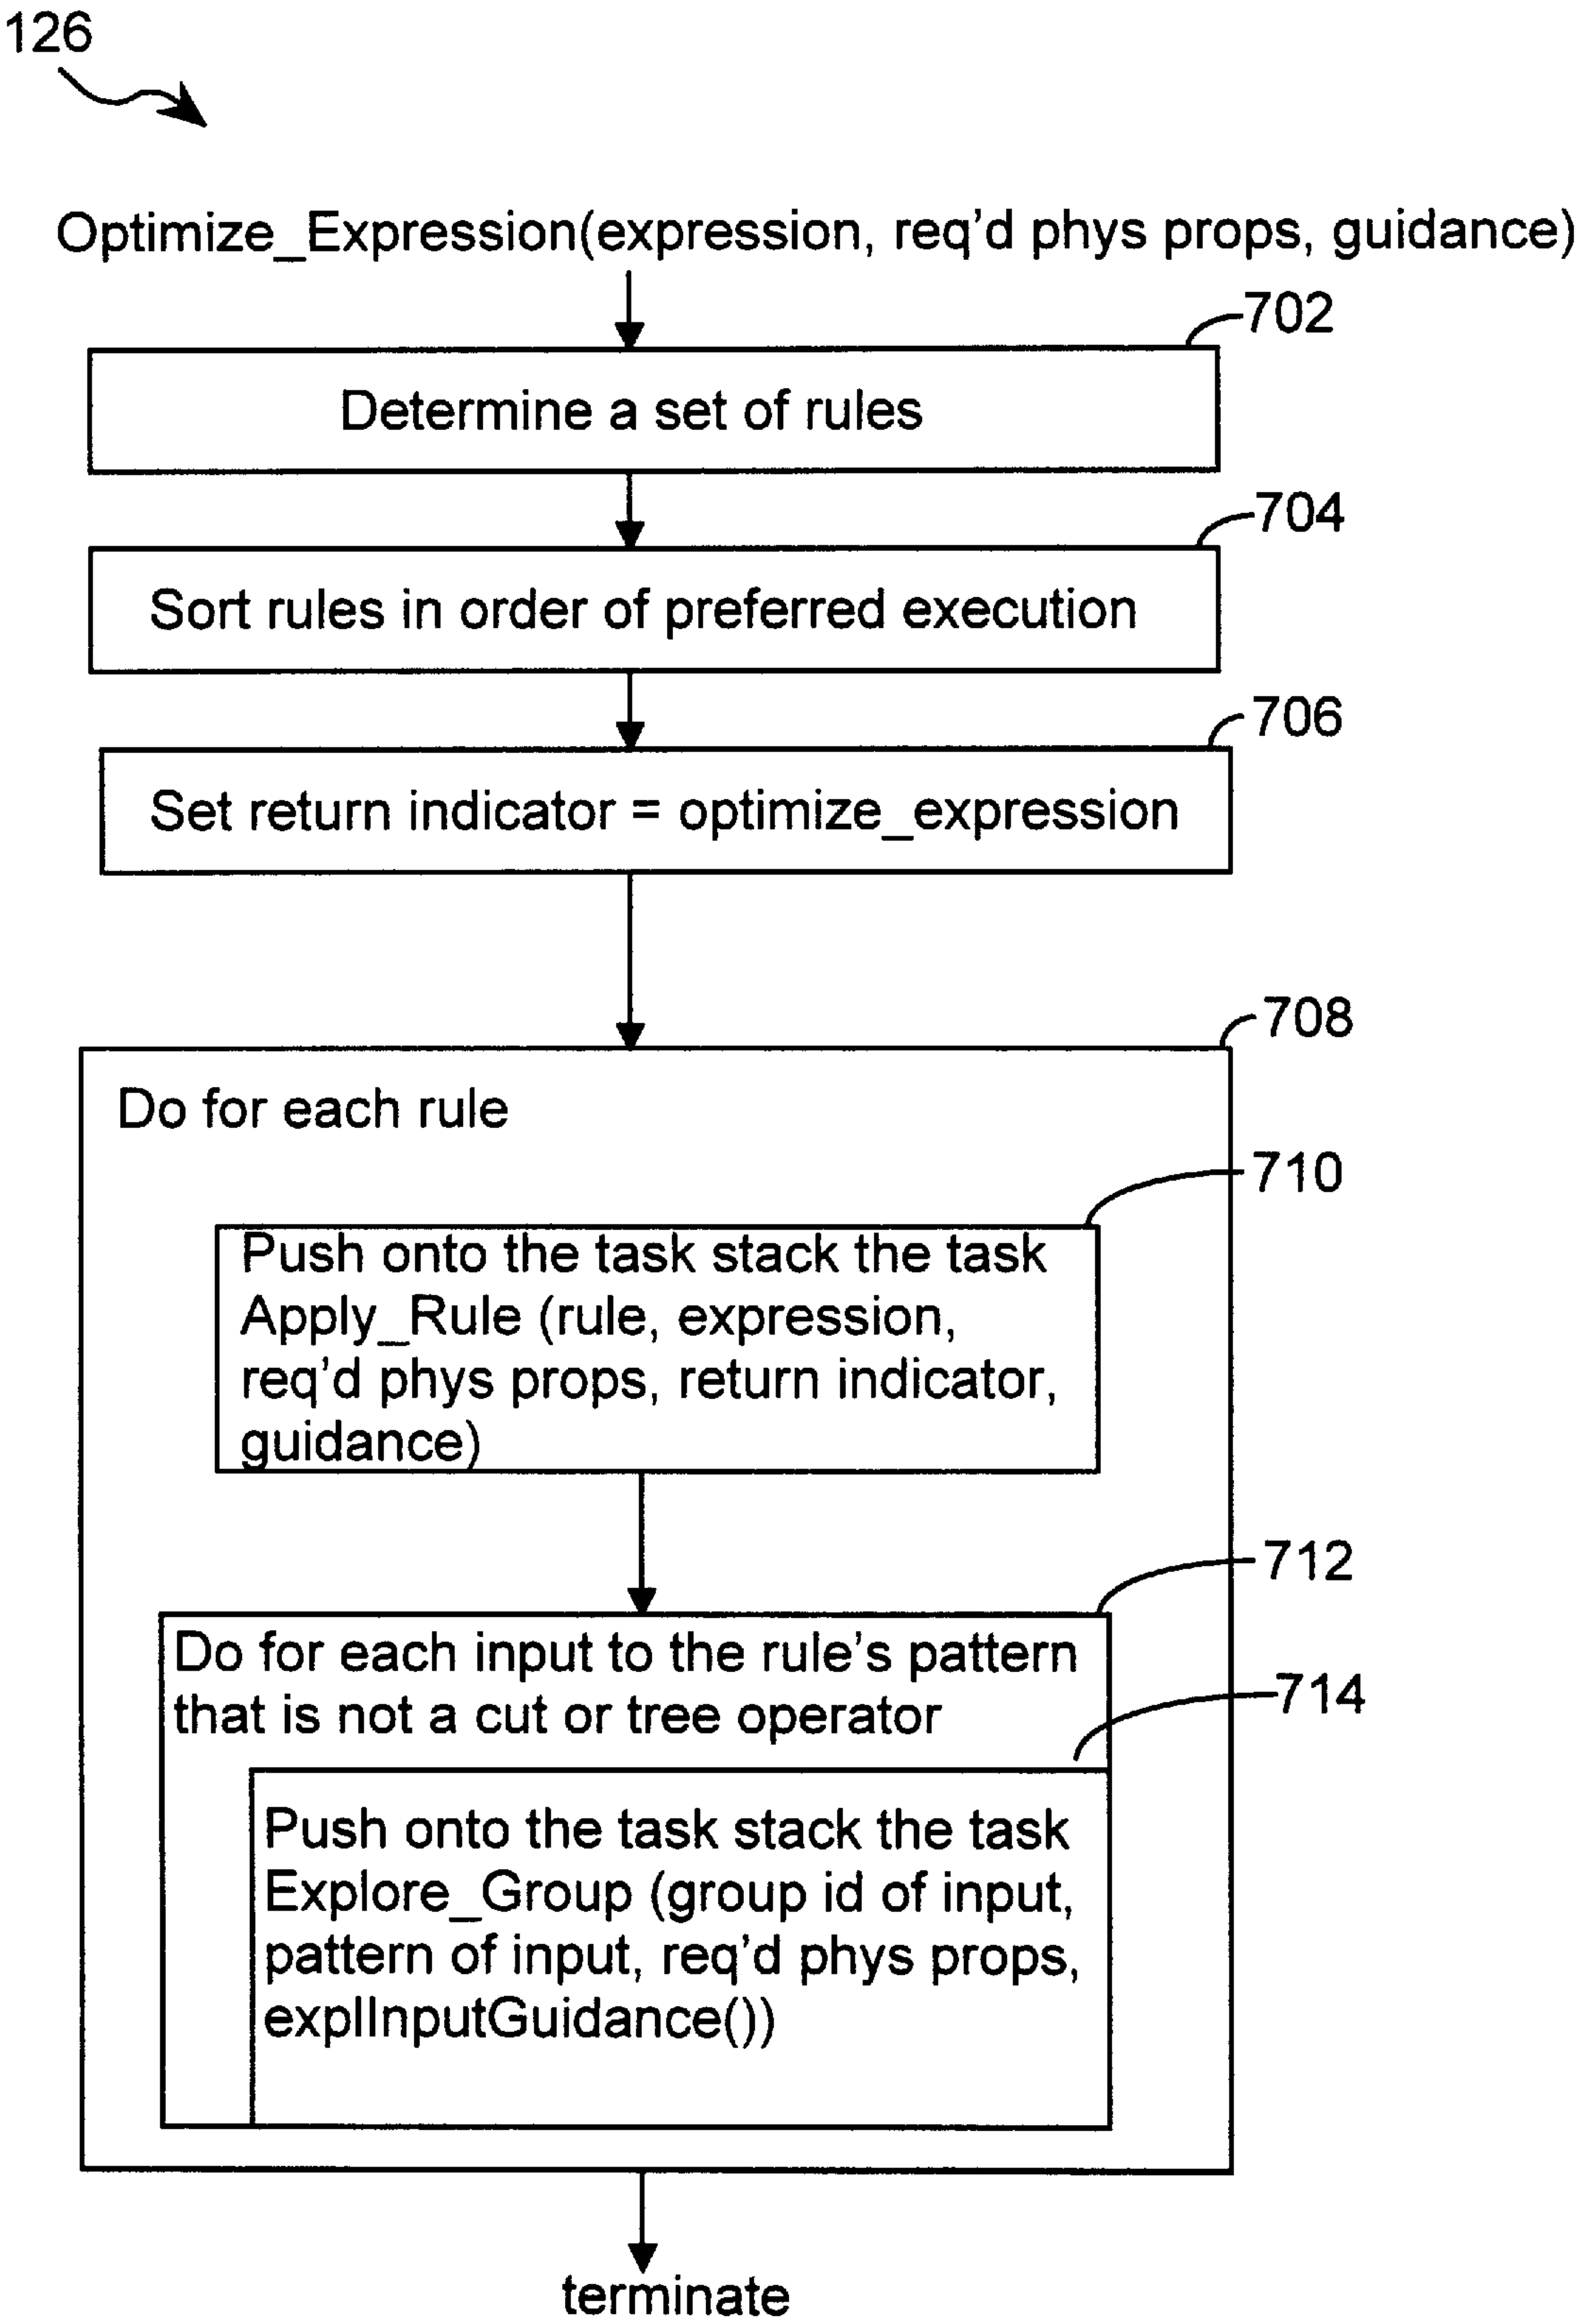 126
Optimize_Expression(expression, req'd phys props, guidance)
702
Determine a set of rules
704
Sort rules in order of preferred execution
706
Set return indicator = optimize_expression
708
Do for each rule
710
Push onto the task stack the task
Apply_Rule (rule, expression,
req'd phys props, return indicator,
guidance)
712
Do for each input to the rule's pattern
that is not a cut or tree operator
714
Push onto the task stack the task
Explore_Group (group id of input,
pattern of input, req'd phys props,
explInputGuidance())
terminate